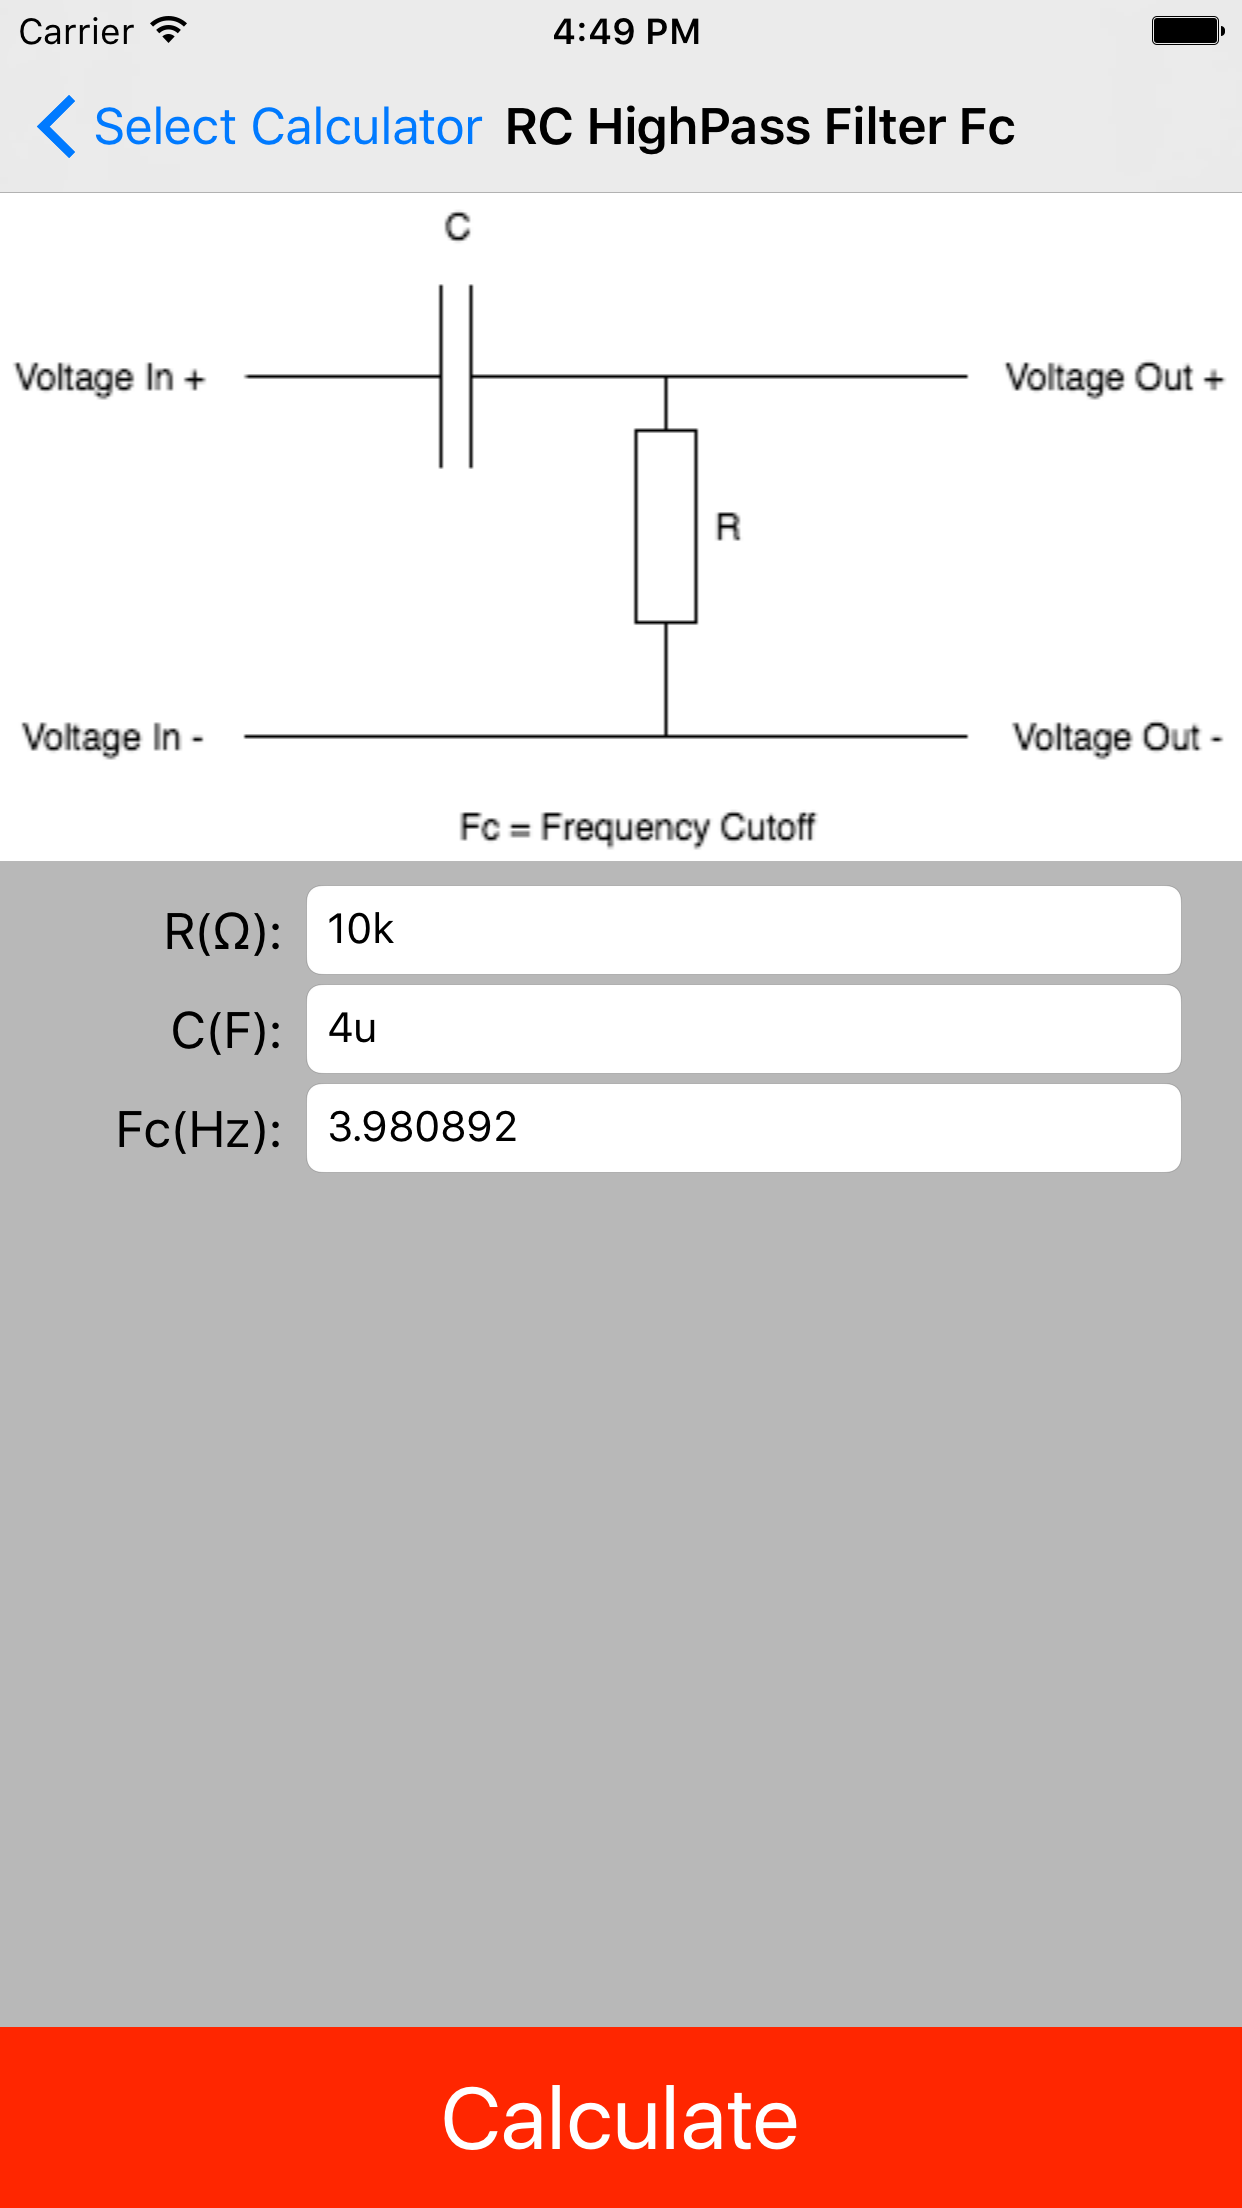 Carrier 4:49 PM
Select Calculator RC HighPass Filter Fc
C
Voltage In + Voltage Out +
R
Voltage In - Voltage Out -
Fc = Frequency Cutoff
R(Ω): 10k
C(F): 4u
Fc(Hz): 3.980892
Calculate